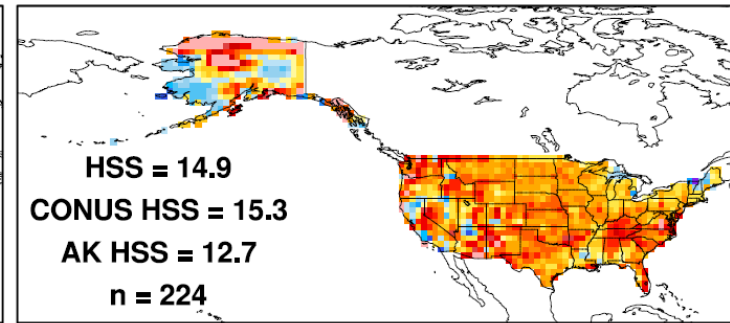 HSS = 14.9
CONUS HSS = 15.3
AK HSS = 12.7
n = 224